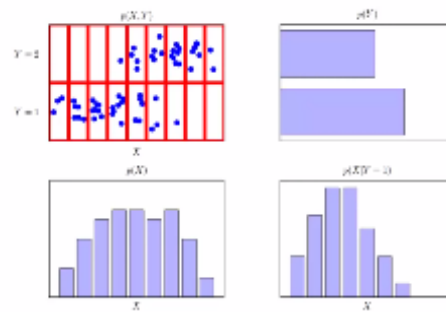 p(X,Y)
p(Y)
Y = 2
Y = 1
X
p(X)
p(X|Y = 1)
X
X